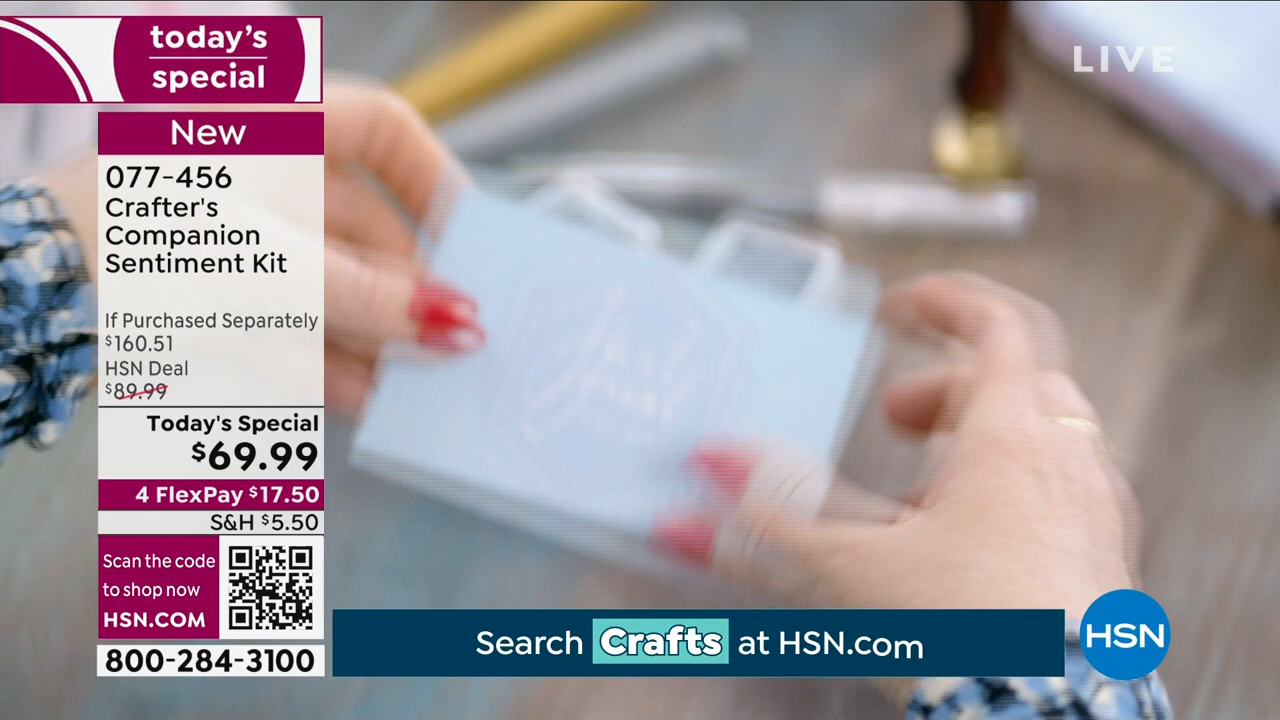 today's
special
LIVE
New
077-456
Crafter's
Companion
Sentiment Kit
If Purchased Separately
$160.51
HSN Deal
$89.99
Today's Special
$69.99
4 FlexPay $17.50
S&H $5.50
Scan the code
to shop now
HSN.COM
800-284-3100
Search Crafts at HSN.com
HSN